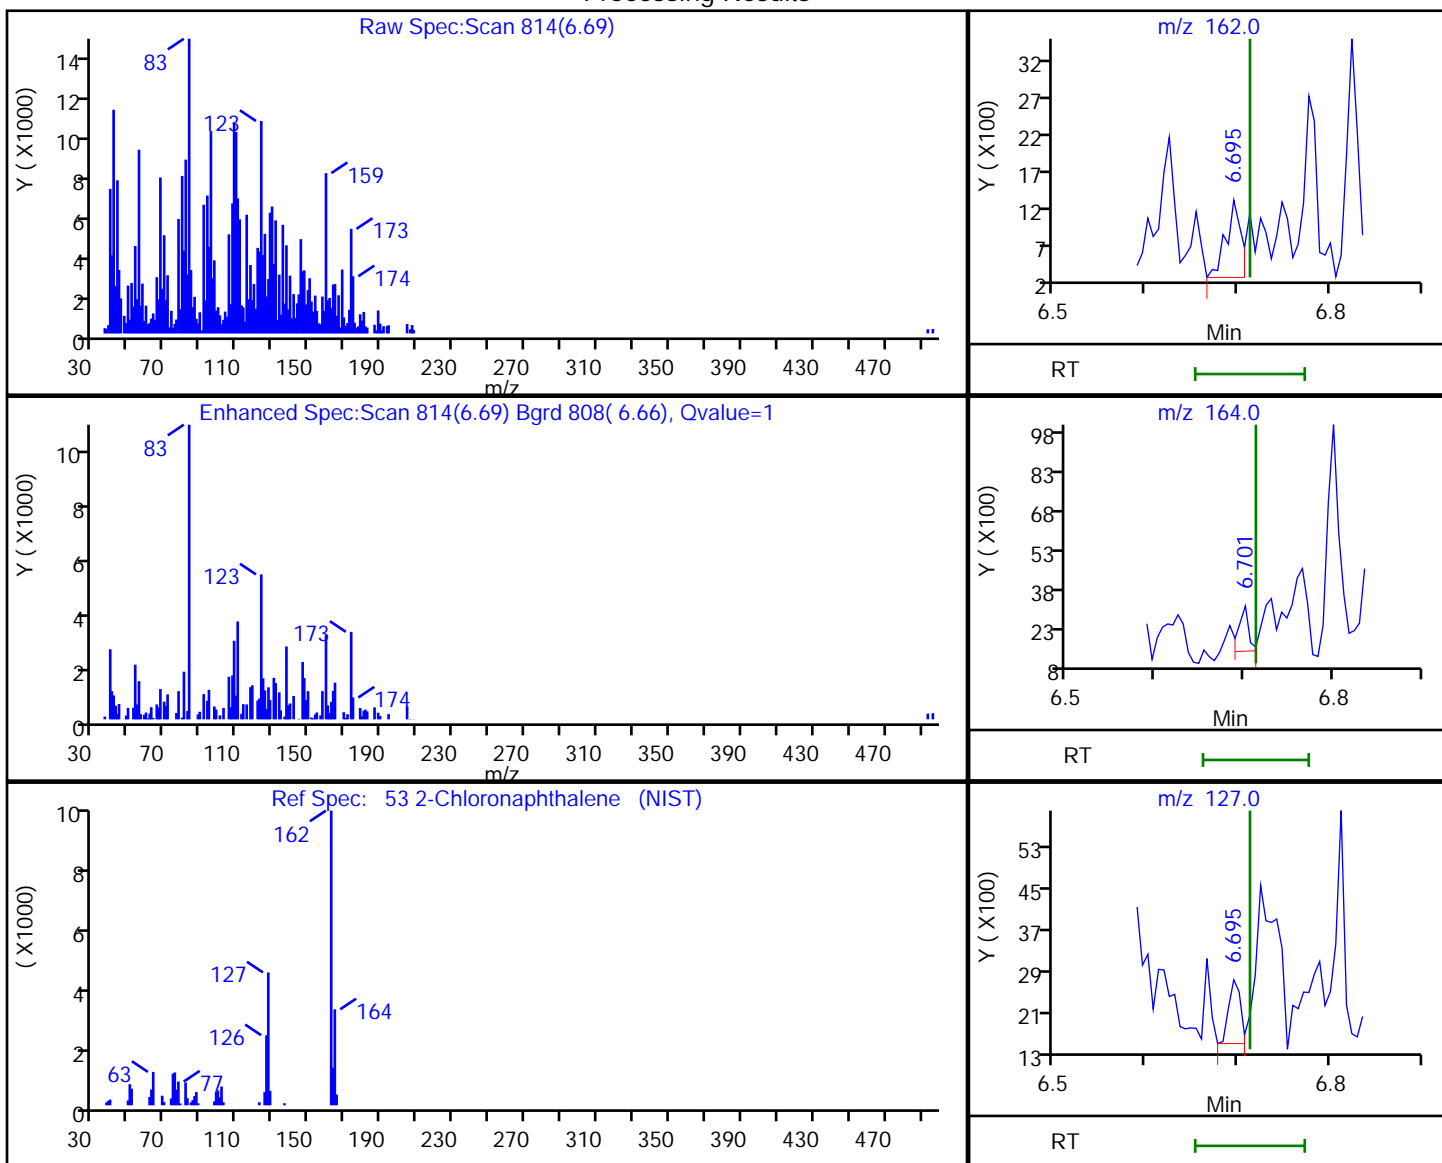 Raw Spec:Scan 814(6.69)
Y ( X1000)
14
12
10
8
6
4
2
0
83
123
159
173
174
30 70 110 150 190 230 270 310 350 390 430 470
m/z
m/z 162.0
Y ( X100)
32
27
22
17
12
7
2
6.695
6.5 6.8
Min
RT
Enhanced Spec:Scan 814(6.69) Bgrd 808( 6.66), Qvalue=1
Y ( X1000)
10
8
6
4
2
0
83
123
173
174
30 70 110 150 190 230 270 310 350 390 430 470
m/z
m/z 164.0
Y ( X100)
98
83
68
53
38
23
8
6.701
6.5 6.8
Min
RT
Ref Spec: 53 2-Chloronaphthalene (NIST)
( X1000)
10
8
6
4
2
0
162
127
164
126
63
77
30 70 110 150 190 230 270 310 350 390 430 470
m/z 127.0
Y ( X100)
53
45
37
29
21
13
6.695
6.5 6.8
Min
RT